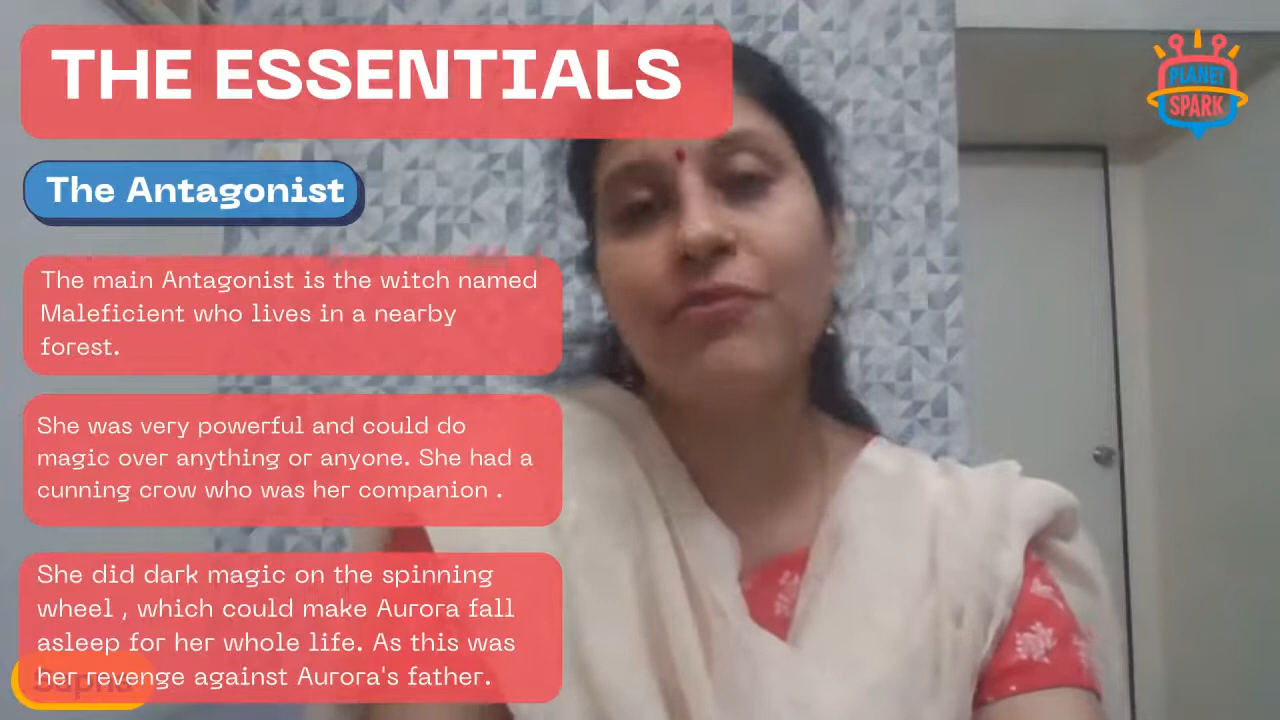 THE ESSENTIALS
PLANET
SPARK
The Antagonist
The main Antagonist is the witch named
Maleficient who lives in a nearby
forest.
She was very powerful and could do
magic over anything or anyone. She had a
cunning crow who was her companion .
She did dark magic on the spinning
wheel , which could make Aurora fall
asleep for her whole life. As this was
her revenge against Aurora's father.
Sapna